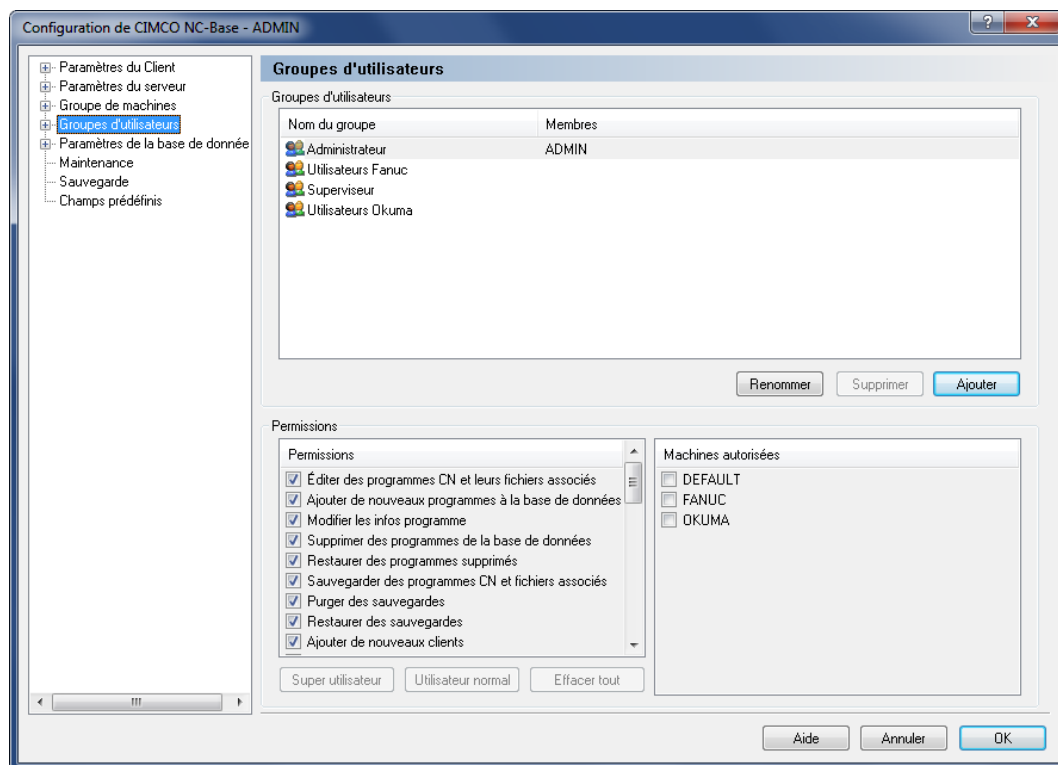 Configuration de CIMCO NC-Base - ADMIN
Paramètres du Client
Paramètres du serveur
Groupe de machines
Groupes d'utilisateurs
Paramètres de la base de donnée
Maintenance
Sauvegarde
Champs prédéfinis
Groupes d'utilisateurs
Groupes d'utilisateurs
Nom du groupe Membres
Administrateur ADMIN
Utilisateurs Fanuc
Superviseur
Utilisateurs Okuma
Renommer Supprimer Ajouter
Permissions
Permissions
Éditer des programmes CN et leurs fichiers associés
Ajouter de nouveaux programmes à la base de données
Modifier les infos programme
Supprimer des programmes de la base de données
Restaurer des programmes supprimés
Sauvegarder des programmes CN et fichiers associés
Purger des sauvegardes
Restaurer des sauvegardes
Ajouter de nouveaux clients
Machines autorisées
DEFAULT
FANUC
OKUMA
Super utilisateur Utilisateur normal Effacer tout
Aide Annuler OK